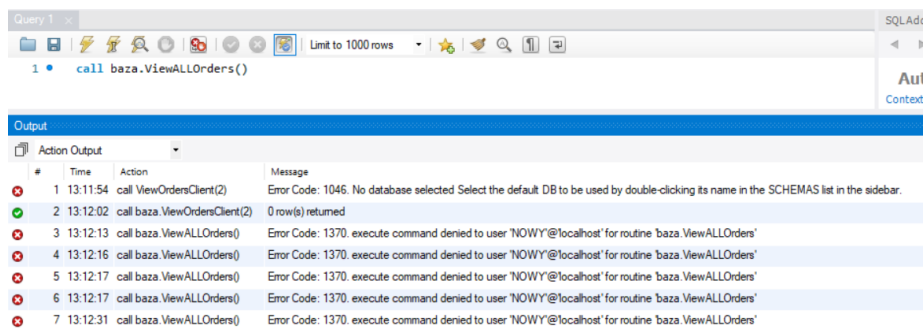 Query 1 ×
SQLAdd
Limit to 1000 rows
1 call baza.ViewALLOrders()
Aut
Context
Output
Action Output
# Time Action Message
1 13:11:54 call ViewOrdersClient(2) Error Code: 1046. No database selected Select the default DB to be used by double-clicking its name in the SCHEMAS list in the sidebar.
2 13:12:02 call baza.ViewOrdersClient(2) 0 row(s) returned
3 13:12:13 call baza.ViewALLOrders() Error Code: 1370. execute command denied to user 'NOWY'@'localhost' for routine 'baza.ViewALLOrders'
4 13:12:16 call baza.ViewALLOrders() Error Code: 1370. execute command denied to user 'NOWY'@'localhost' for routine 'baza.ViewALLOrders'
5 13:12:17 call baza.ViewALLOrders() Error Code: 1370. execute command denied to user 'NOWY'@'localhost' for routine 'baza.ViewALLOrders'
6 13:12:17 call baza.ViewALLOrders() Error Code: 1370. execute command denied to user 'NOWY'@'localhost' for routine 'baza.ViewALLOrders'
7 13:12:31 call baza.ViewALLOrders() Error Code: 1370. execute command denied to user 'NOWY'@'localhost' for routine 'baza.ViewALLOrders'